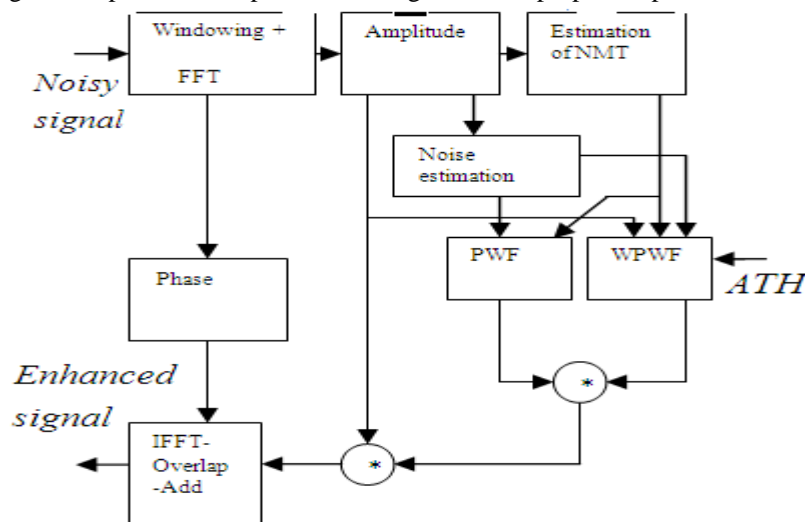 Windowing +
FFT
Amplitude
Estimation
of NMT
Noisy
signal
Noise
estimation
PWF
WPWF
ATH
Phase
Enhanced
signal
*
*
IFFT-
Overlap
-Add